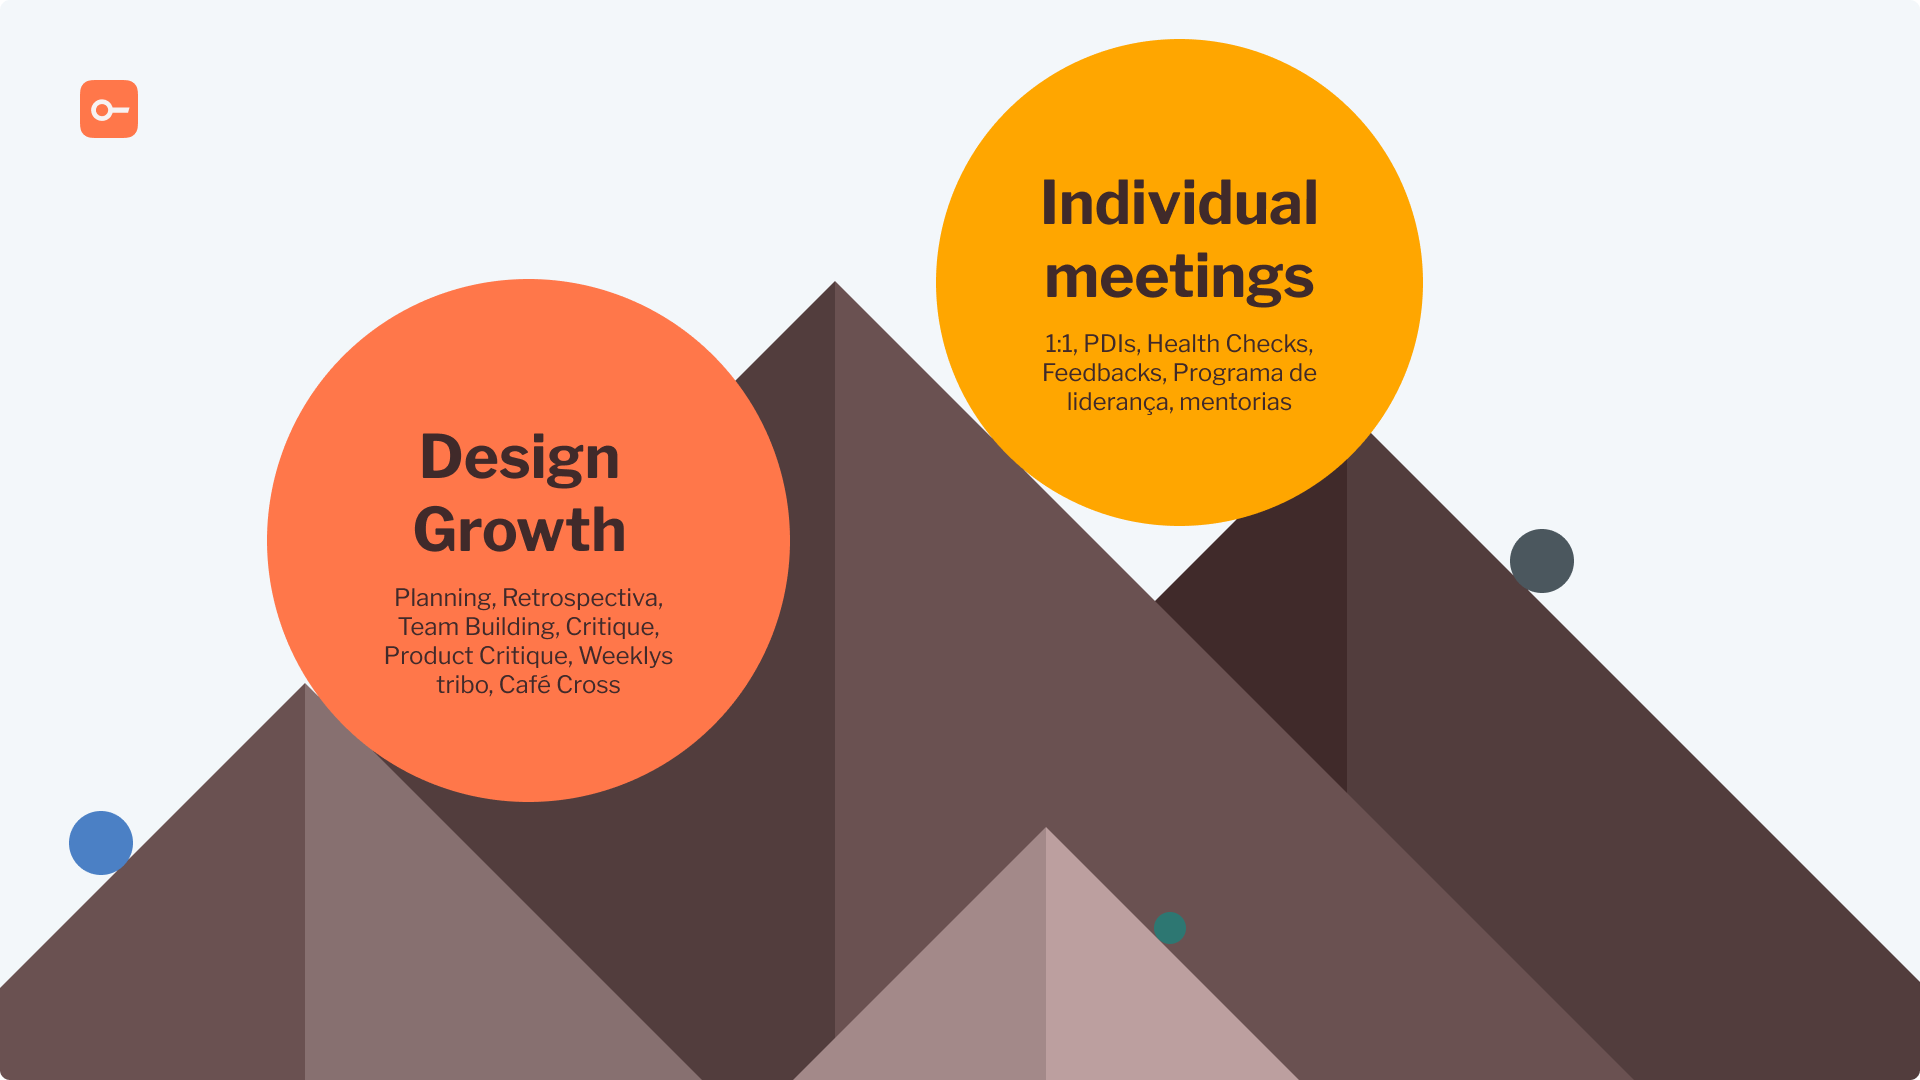 Individual
meetings
1:1, PDIs, Health Checks,
Feedbacks, Programa de
liderança, mentorias
Design
Growth
Planning, Retrospectiva,
Team Building, Critique,
Product Critique, Weeklys
tribo, Café Cross